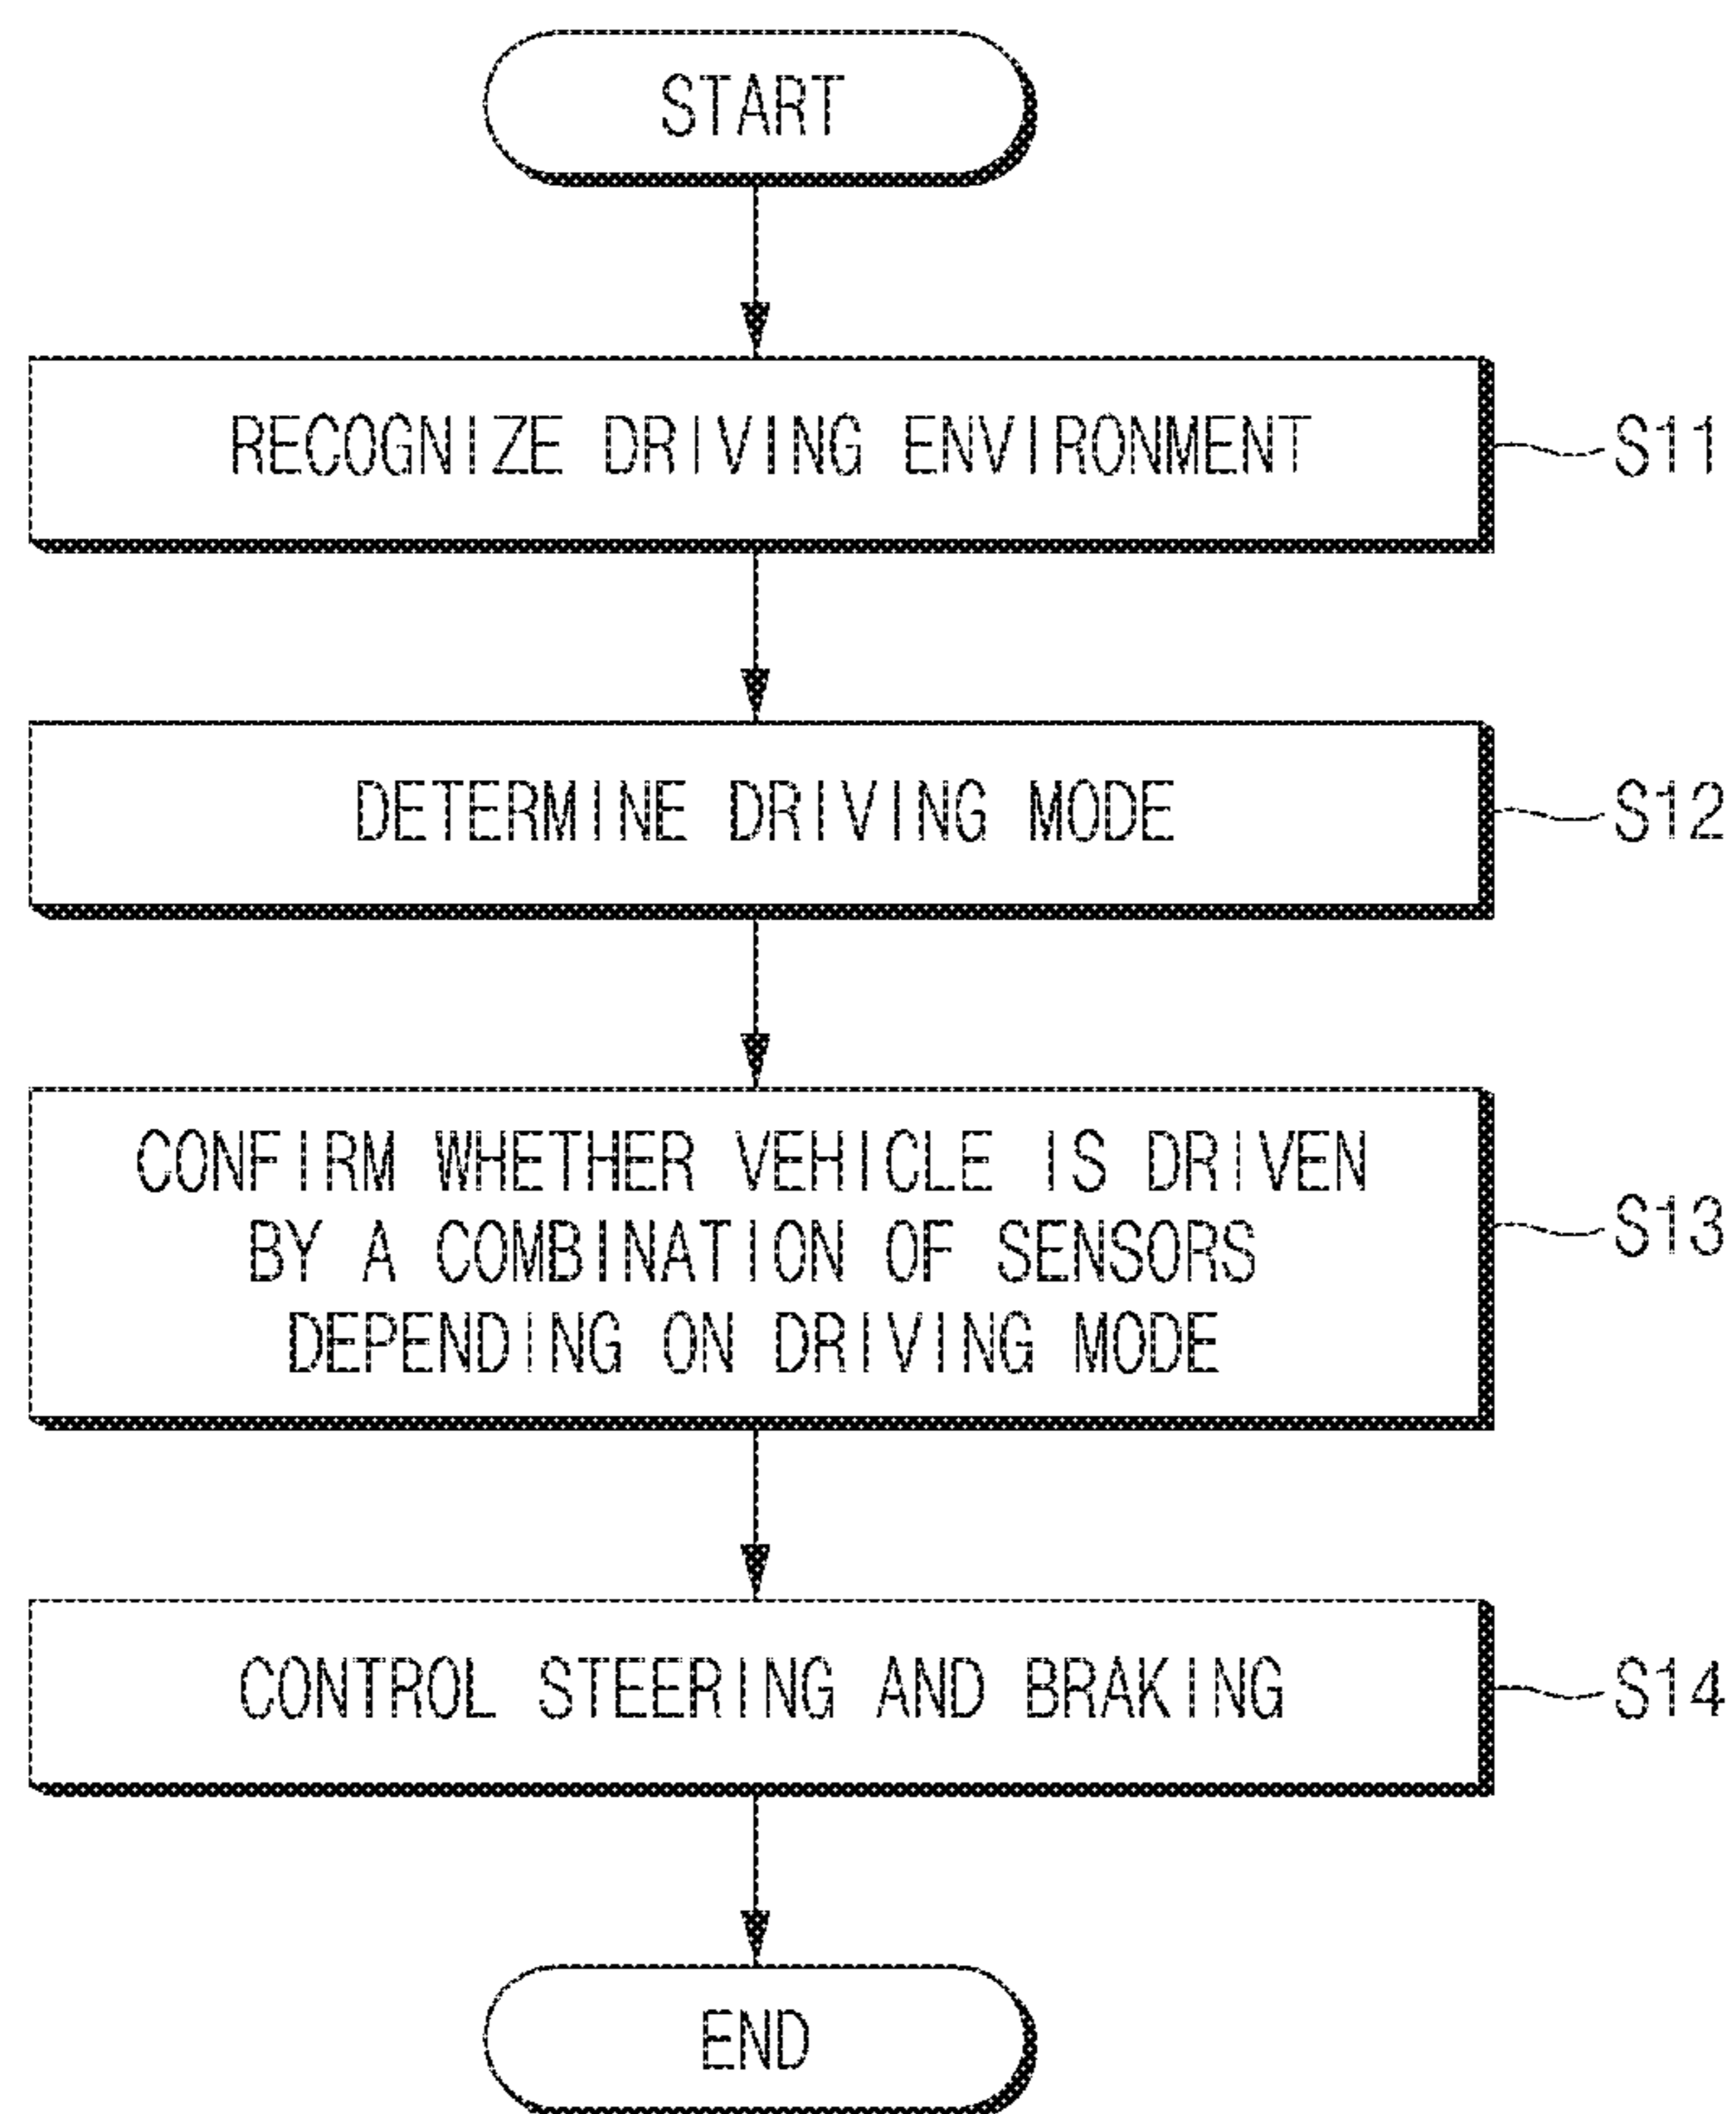 START
RECOGNIZE DRIVING ENVIRONMENT
S11
DETERMINE DRIVING MODE
S12
CONFIRM WHETHER VEHICLE IS DRIVEN
BY A COMBINATION OF SENSORS
DEPENDING ON DRIVING MODE
S13
CONTROL STEERING AND BRAKING
S14
END